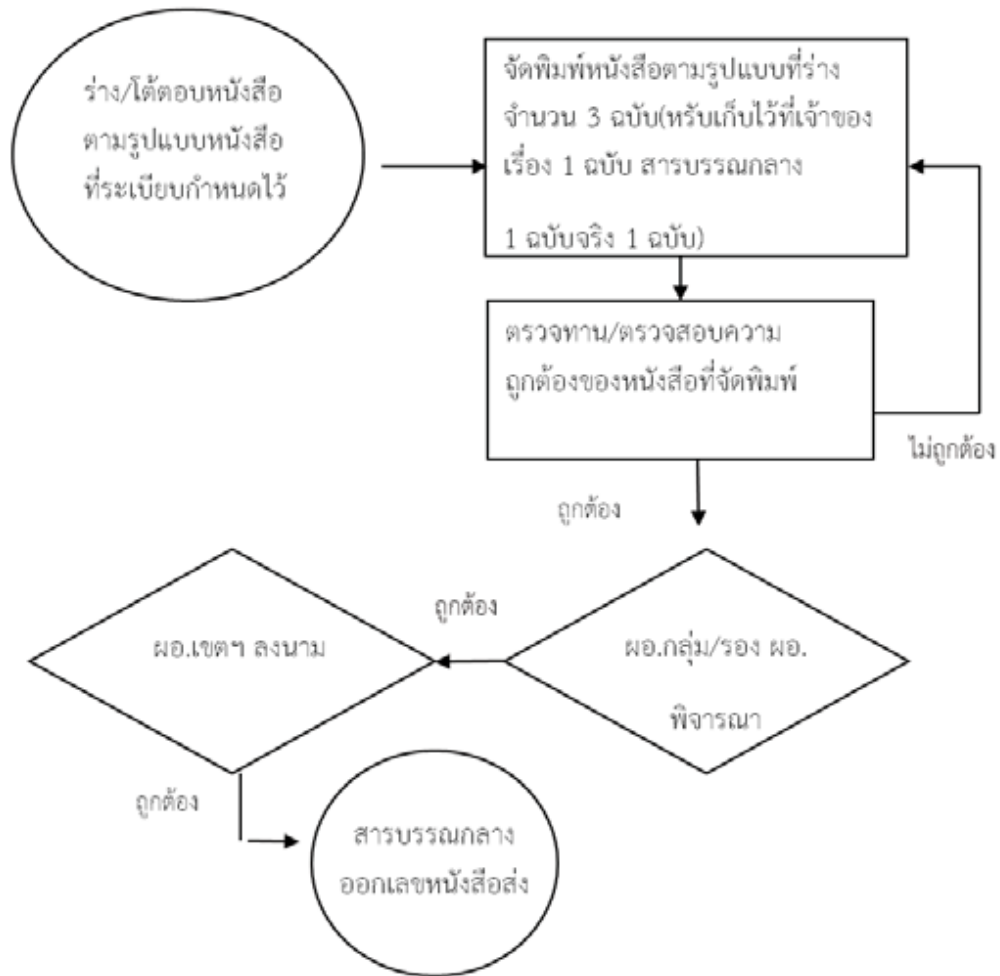 ร่าง/โต้ตอบหนังสือ
ตามรูปแบบหนังสือ
ที่ระเบียบกำหนดไว้
จัดพิมพ์หนังสือตามรูปแบบที่ร่าง
จำนวน 3 ฉบับ(หรับเก็บไว้ที่เจ้าของ
เรื่อง 1 ฉบับ สารบรรณกลาง
1 ฉบับจริง 1 ฉบับ)
ตรวจทาน/ตรวจสอบความ
ถูกต้องของหนังสือที่จัดพิมพ์
ไม่ถูกต้อง
ถูกต้อง
ผอ.กลุ่ม/รอง ผอ.
พิจารณา
ถูกต้อง
ผอ.เขตฯ ลงนาม
ถูกต้อง
สารบรรณกลาง
ออกเลขหนังสือส่ง